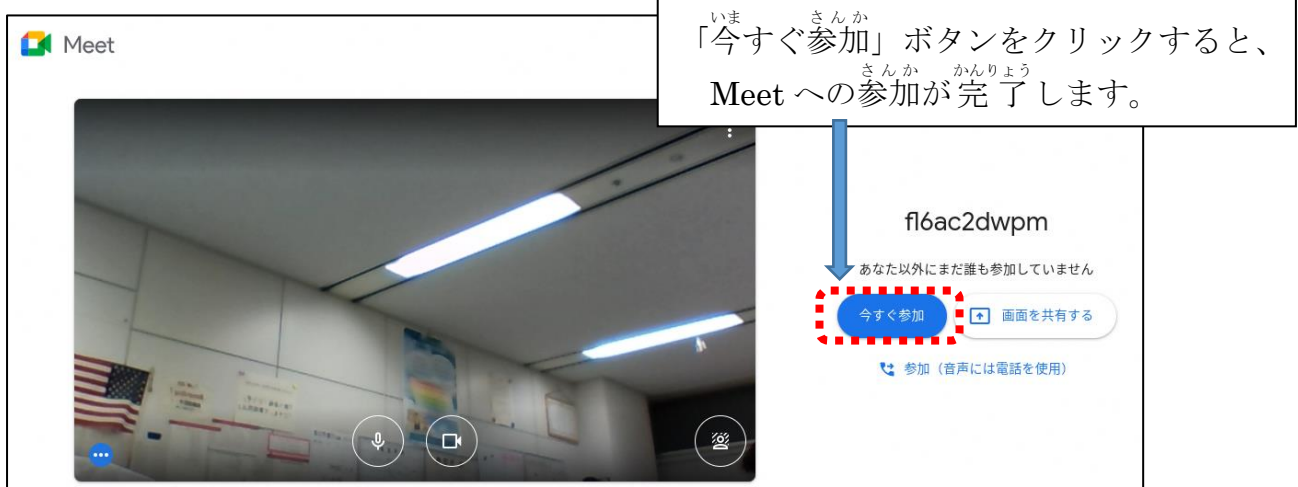 「今すぐ参加」ボタンをクリックすると、
Meet への参加が完了します。
Meet
fl6ac2dwpm
あなた以外にまだ誰も参加していません
今すぐ参加
画面を共有する
参加（音声には電話を使用）